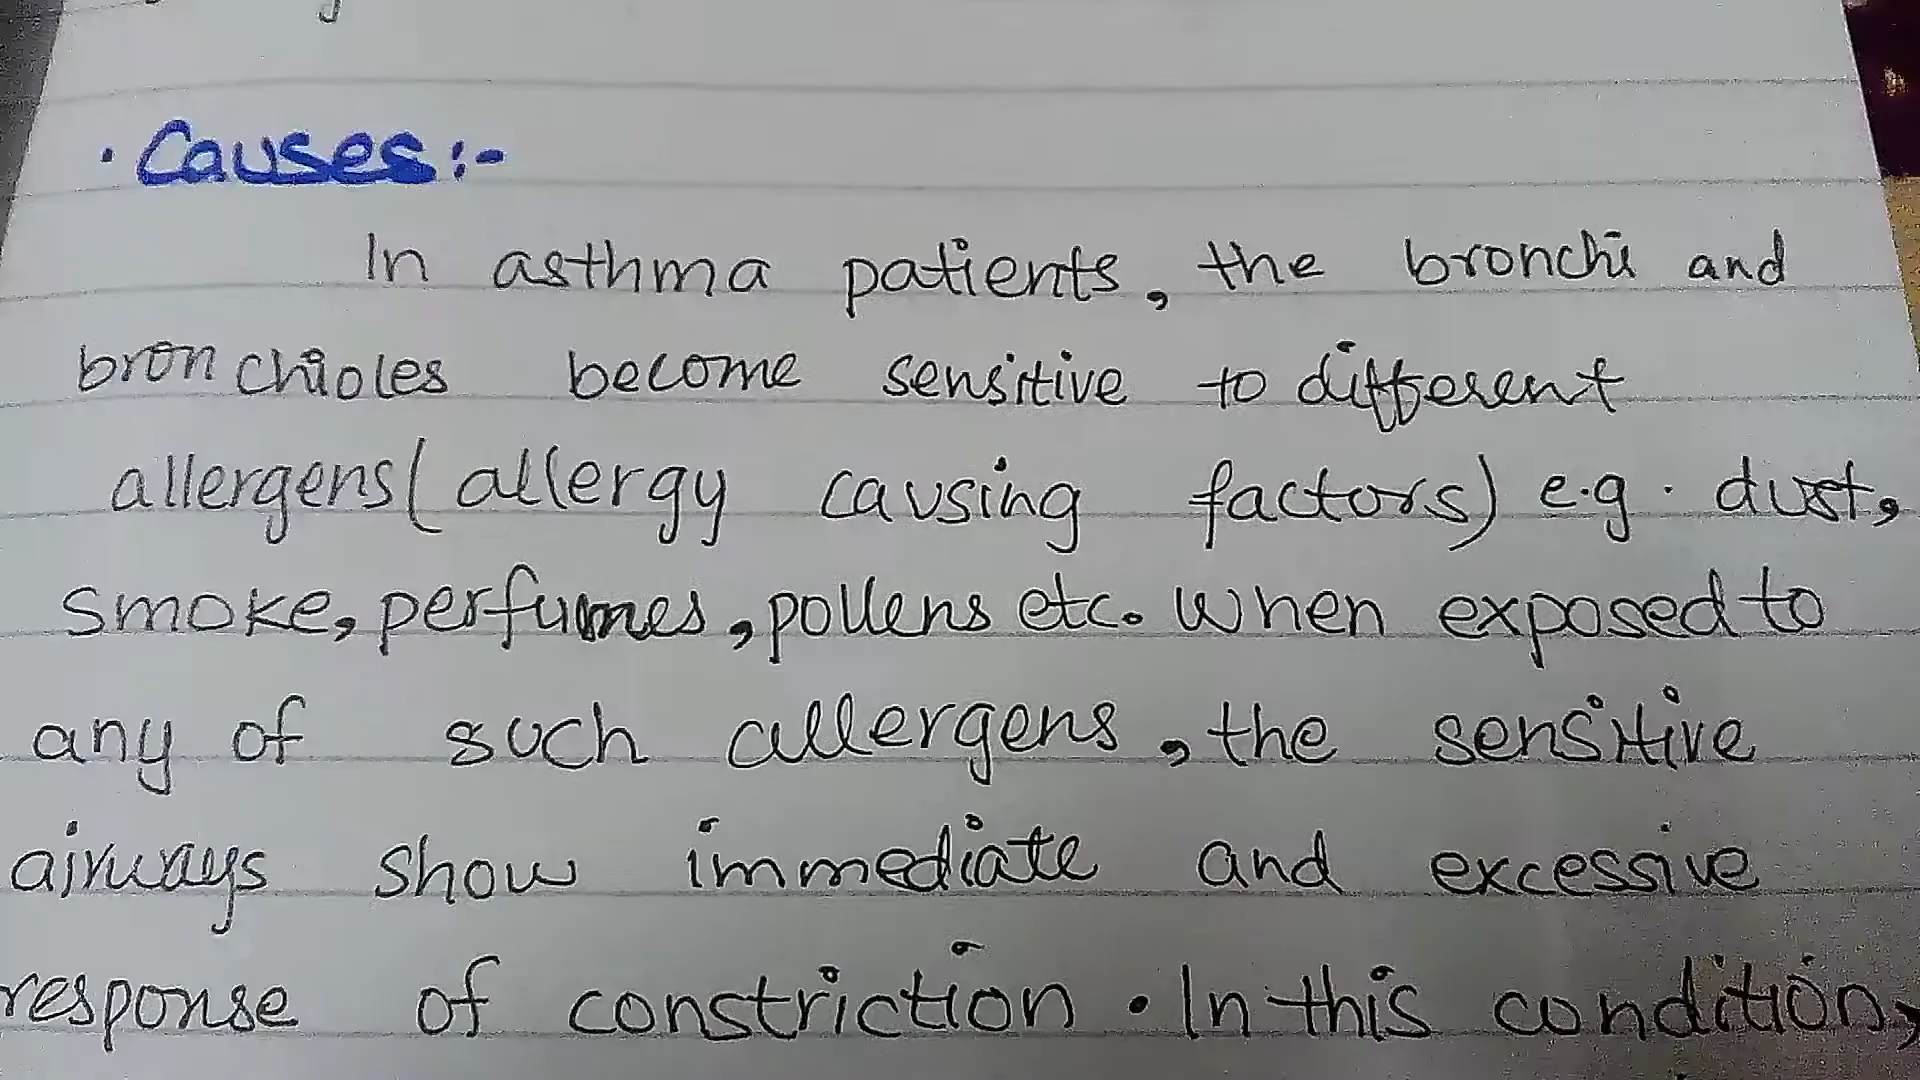 · Causes:-
In asthma patients, the bronchi and
bronchioles become sensitive to different
allergens (allergy causing factors) e.g. dust,
smoke, perfumes, pollens etc. When exposed to
any of such allergens, the sensitive
airways show immediate and excessive
response of constriction. In this condition,